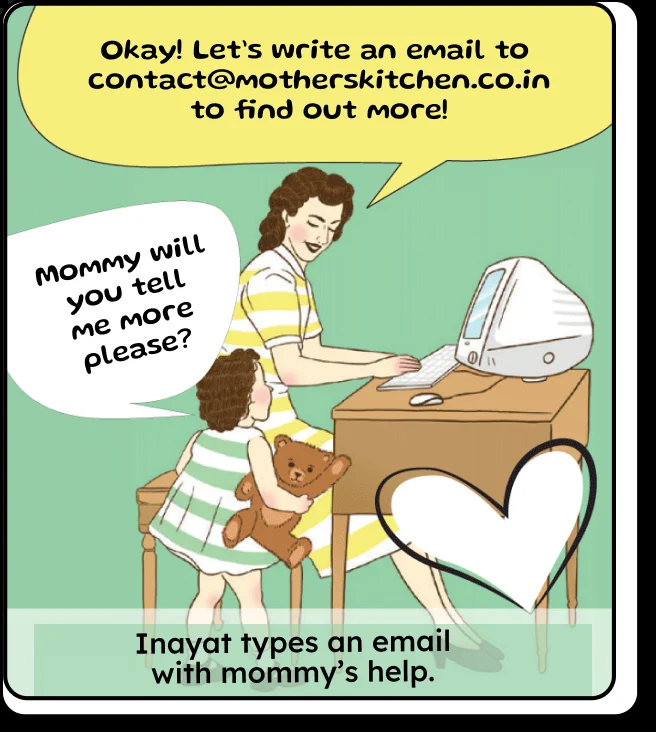 Okay! Let's write an email to
contact@motherskitchen.co.in
to find out more!
Mommy will
you tell
me more
please?
Inayat types an email
with mommy’s help.